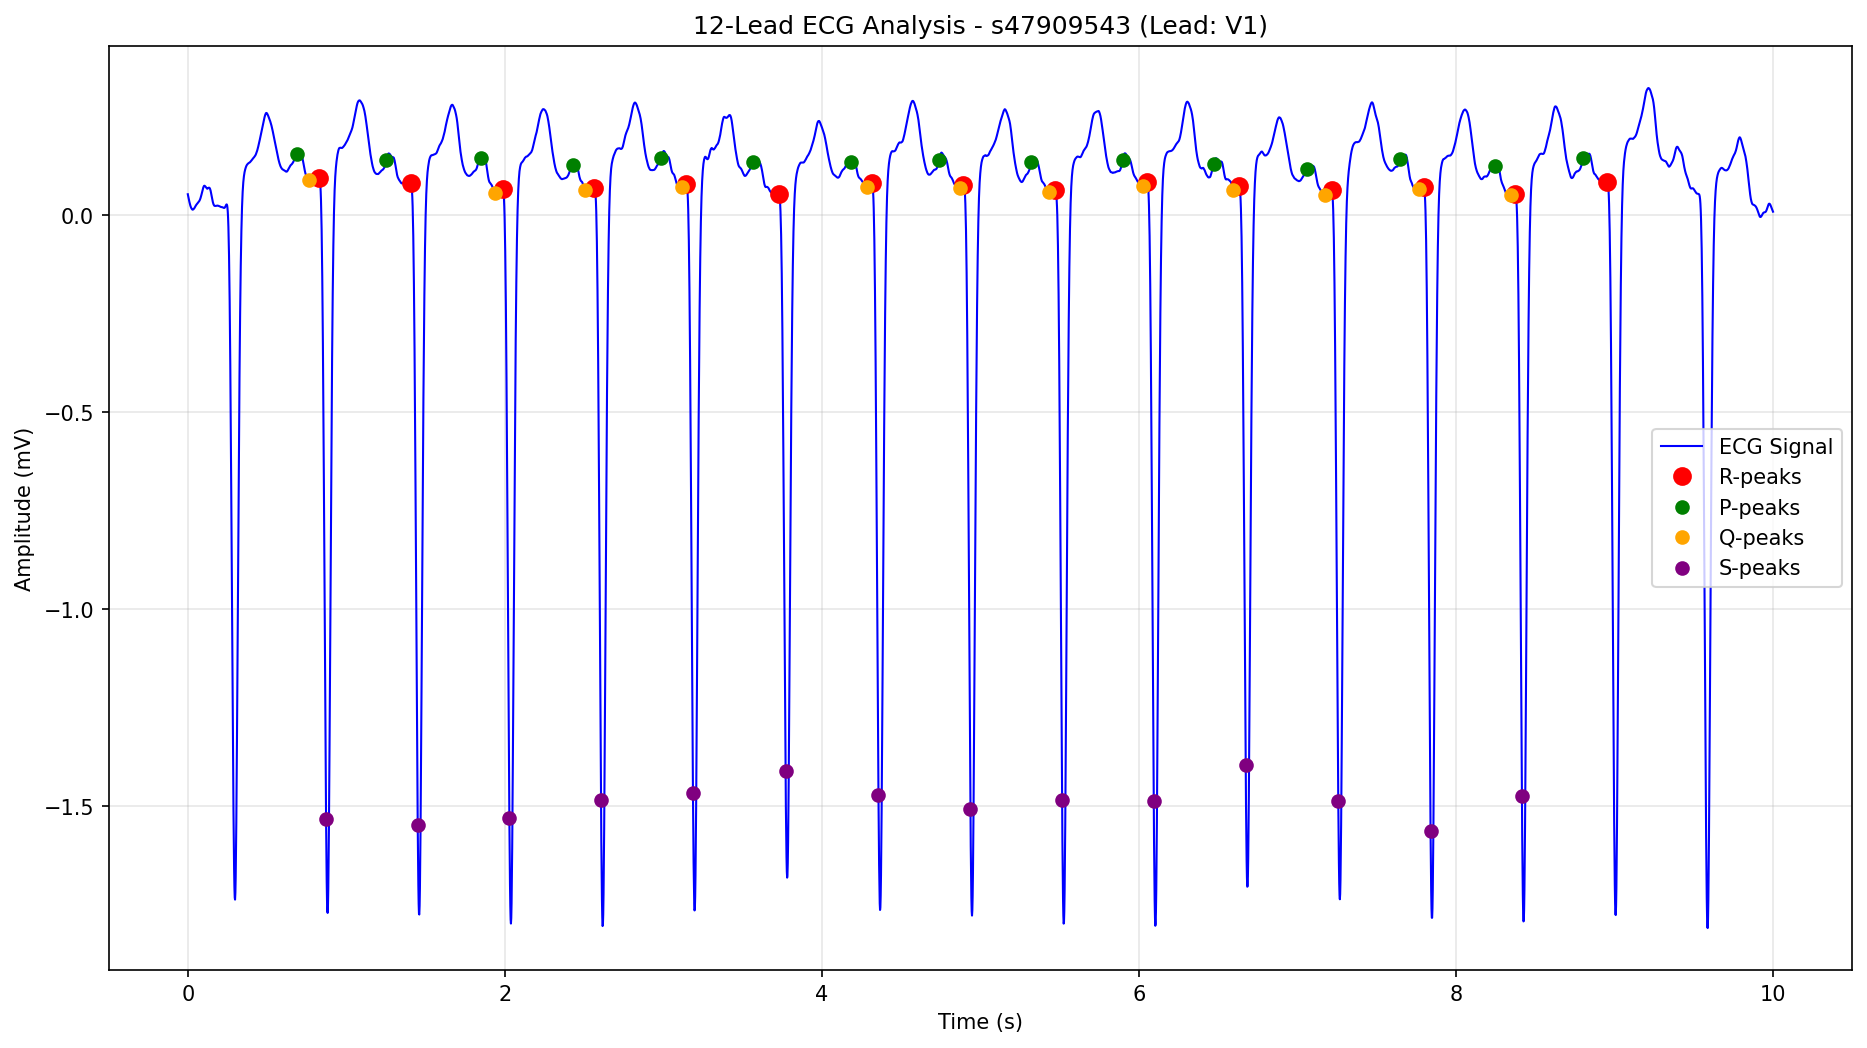 12-Lead ECG Analysis - s47909543 (Lead: V1)
Amplitude (mV)
0.0
−0.5
−1.0
−1.5
ECG Signal
R-peaks
P-peaks
Q-peaks
S-peaks
0 2 4 6 8 10
Time (s)